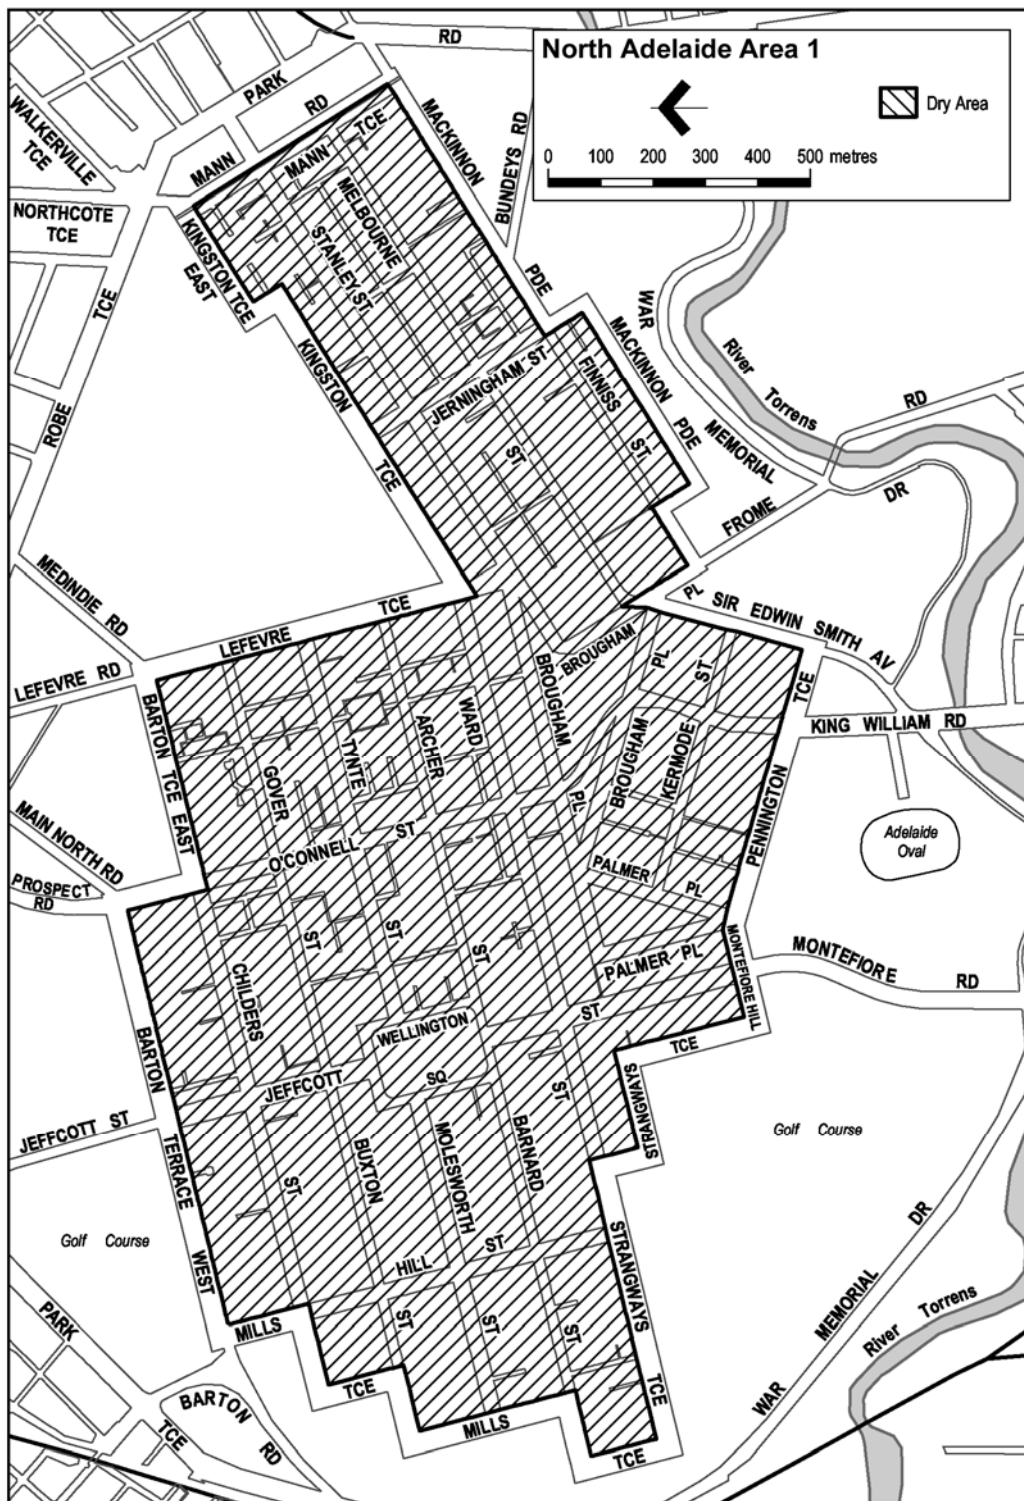 North Adelaide Area 1
Dry Area
0 100 200 300 400 500 metres
RD
PARK
RD
WALKERVILLE
TCE
MANN
MANN
TCE
MACKINNON
BUNDEYS RD
NORTHCOTE
TCE
KINGSTON TCE
EAST
MELBOURNE
STANLEY ST
PDE
TCE
ROBE
KINGSTON
TCE
JERNINGHAM ST
FINNISS
ST
ST
MACKINNON
PDE
WAR
MEMORIAL
DR
River
Torrens
RD
FROME
MEDINDIE RD
LEFEVRE
TCE
LEFEVRE RD
PL
SIR EDWIN SMITH AV
BROUGHAM
PL
ST
TCE
KING WILLIAM RD
BARTON TCE EAST
GOVER
TYNTE
ARCHER
WARD
BROUGHAM
PL
BROUGHAM
KERMODE
PENNINGTON
Adelaide
Oval
MAIN NORTH RD
O'CONNELL
ST
PROSPECT
RD
PALMER
PL
MONTEFIORE HILL
MONTEFIORE
RD
ST
ST
ST
PALMER PL
CHILDERS
WELLINGTON
SQ
ST
TCE
BARTON
JEFFCOTT
ST
STRANGWAYS
JEFFCOTT ST
TERRACE
BUXTON
MOLESWORTH
BARNARD
Golf Course
ST
Golf Course
WEST
HILL
ST
STRANGWAYS
DR
MEMORIAL
WAR
River Torrens
PARK
MILLS
ST
ST
ST
TCE
BARTON
RD
TCE
MILLS
TCE
TCE